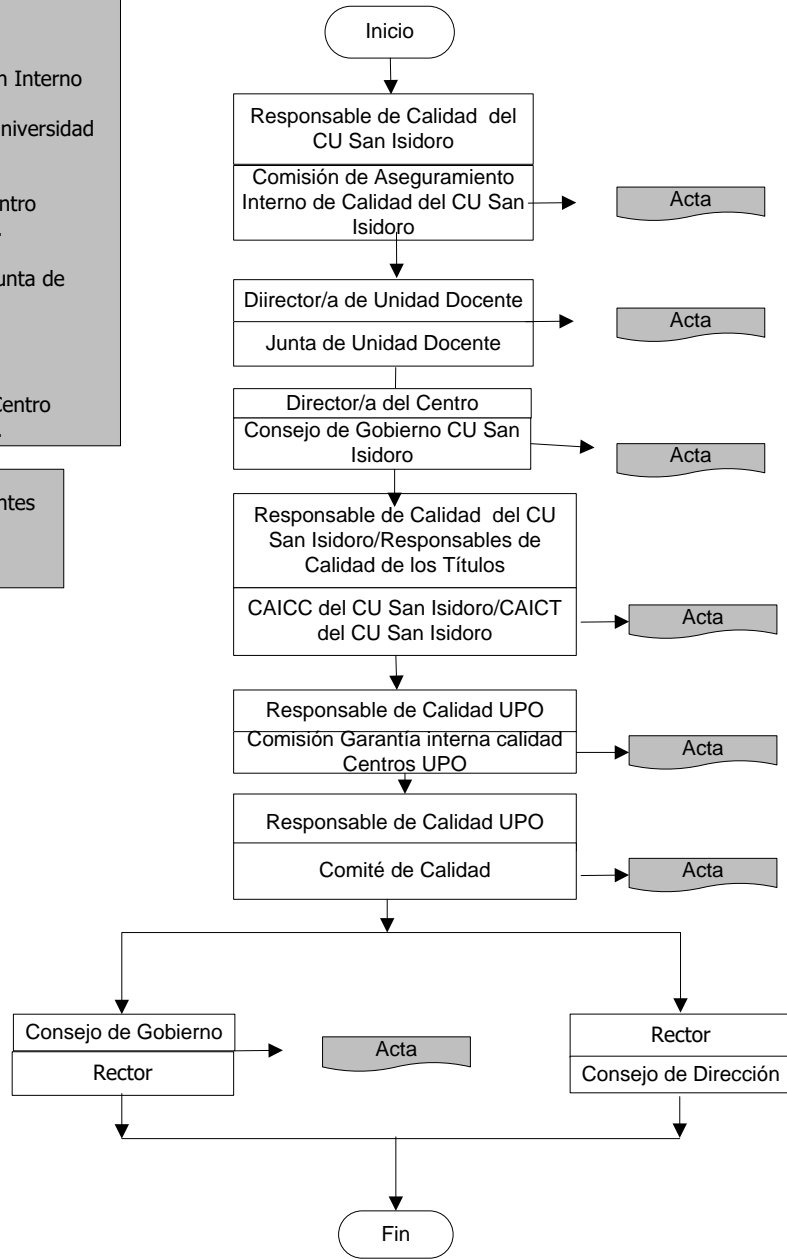 n Interno
niversidad
ntro
.
unta de
Centro
.
ntes
Inicio
Responsable de Calidad del
CU San Isidoro
Comisión de Aseguramiento
Interno de Calidad del CU San
Isidoro
Acta
Diirector/a de Unidad Docente
Junta de Unidad Docente
Acta
Director/a del Centro
Consejo de Gobierno CU San
Isidoro
Acta
Responsable de Calidad del CU
San Isidoro/Responsables de
Calidad de los Títulos
CAICC del CU San Isidoro/CAICT
del CU San Isidoro
Acta
Responsable de Calidad UPO
Comisión Garantía interna calidad
Centros UPO
Acta
Responsable de Calidad UPO
Comité de Calidad
Acta
Consejo de Gobierno
Rector
Acta
Rector
Consejo de Dirección
Fin